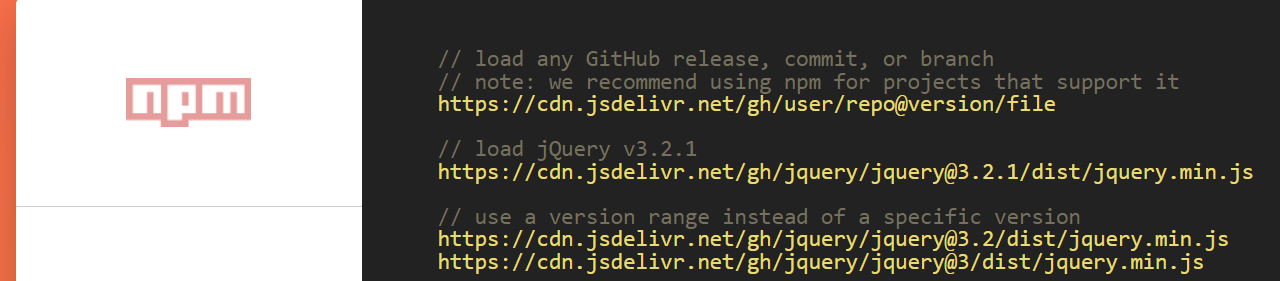 npm
// load any GitHub release, commit, or branch
// note: we recommend using npm for projects that support it
https://cdn.jsdelivr.net/gh/user/repo@version/file
// load jQuery v3.2.1
https://cdn.jsdelivr.net/gh/jquery/jquery@3.2.1/dist/jquery.min.js
// use a version range instead of a specific version
https://cdn.jsdelivr.net/gh/jquery/jquery@3.2/dist/jquery.min.js
https://cdn.jsdelivr.net/gh/jquery/jquery@3/dist/jquery.min.js